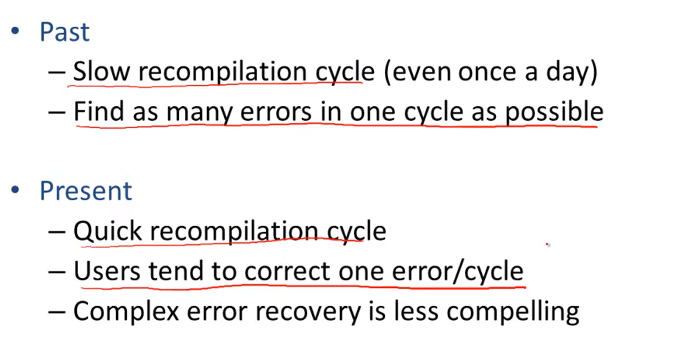 • Past
– Slow recompilation cycle (even once a day)
– Find as many errors in one cycle as possible
• Present
– Quick recompilation cycle
– Users tend to correct one error/cycle
– Complex error recovery is less compelling